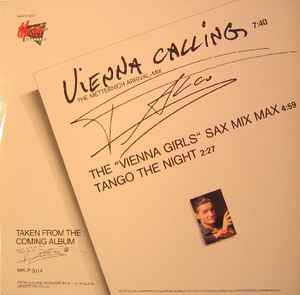 VIENNA CALLING 7:40
THE METTERNICH ARRIVAL-MIX
FALCO
THE "VIENNA GIRLS" SAX MIX MAX 4:59
TANGO THE NIGHT 2:27
TAKEN FROM THE
COMING ALBUM